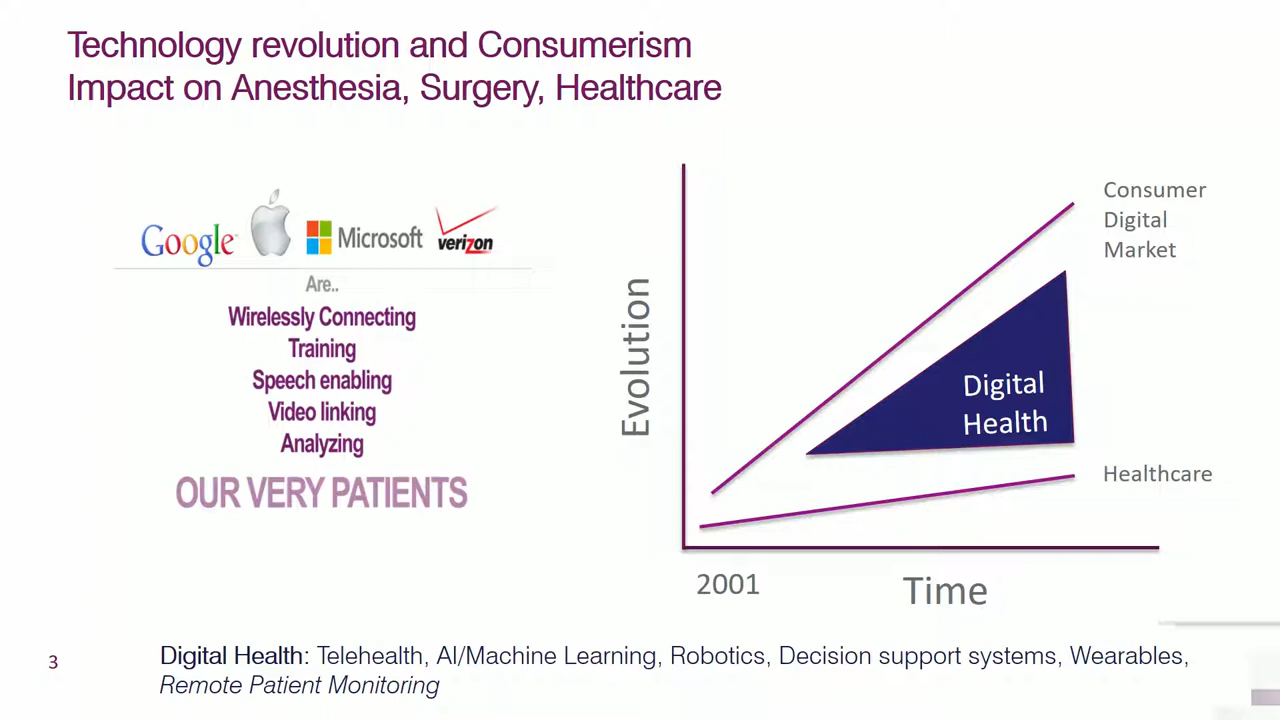 Technology revolution and Consumerism
Impact on Anesthesia, Surgery, Healthcare
Google Microsoft verizon
Are..
Wirelessly Connecting
Training
Speech enabling
Video linking
Analyzing
OUR VERY PATIENTS
Evolution
Consumer
Digital
Market
Digital
Health
Healthcare
2001
Time
3
Digital Health: Telehealth, AI/Machine Learning, Robotics, Decision support systems, Wearables,
Remote Patient Monitoring